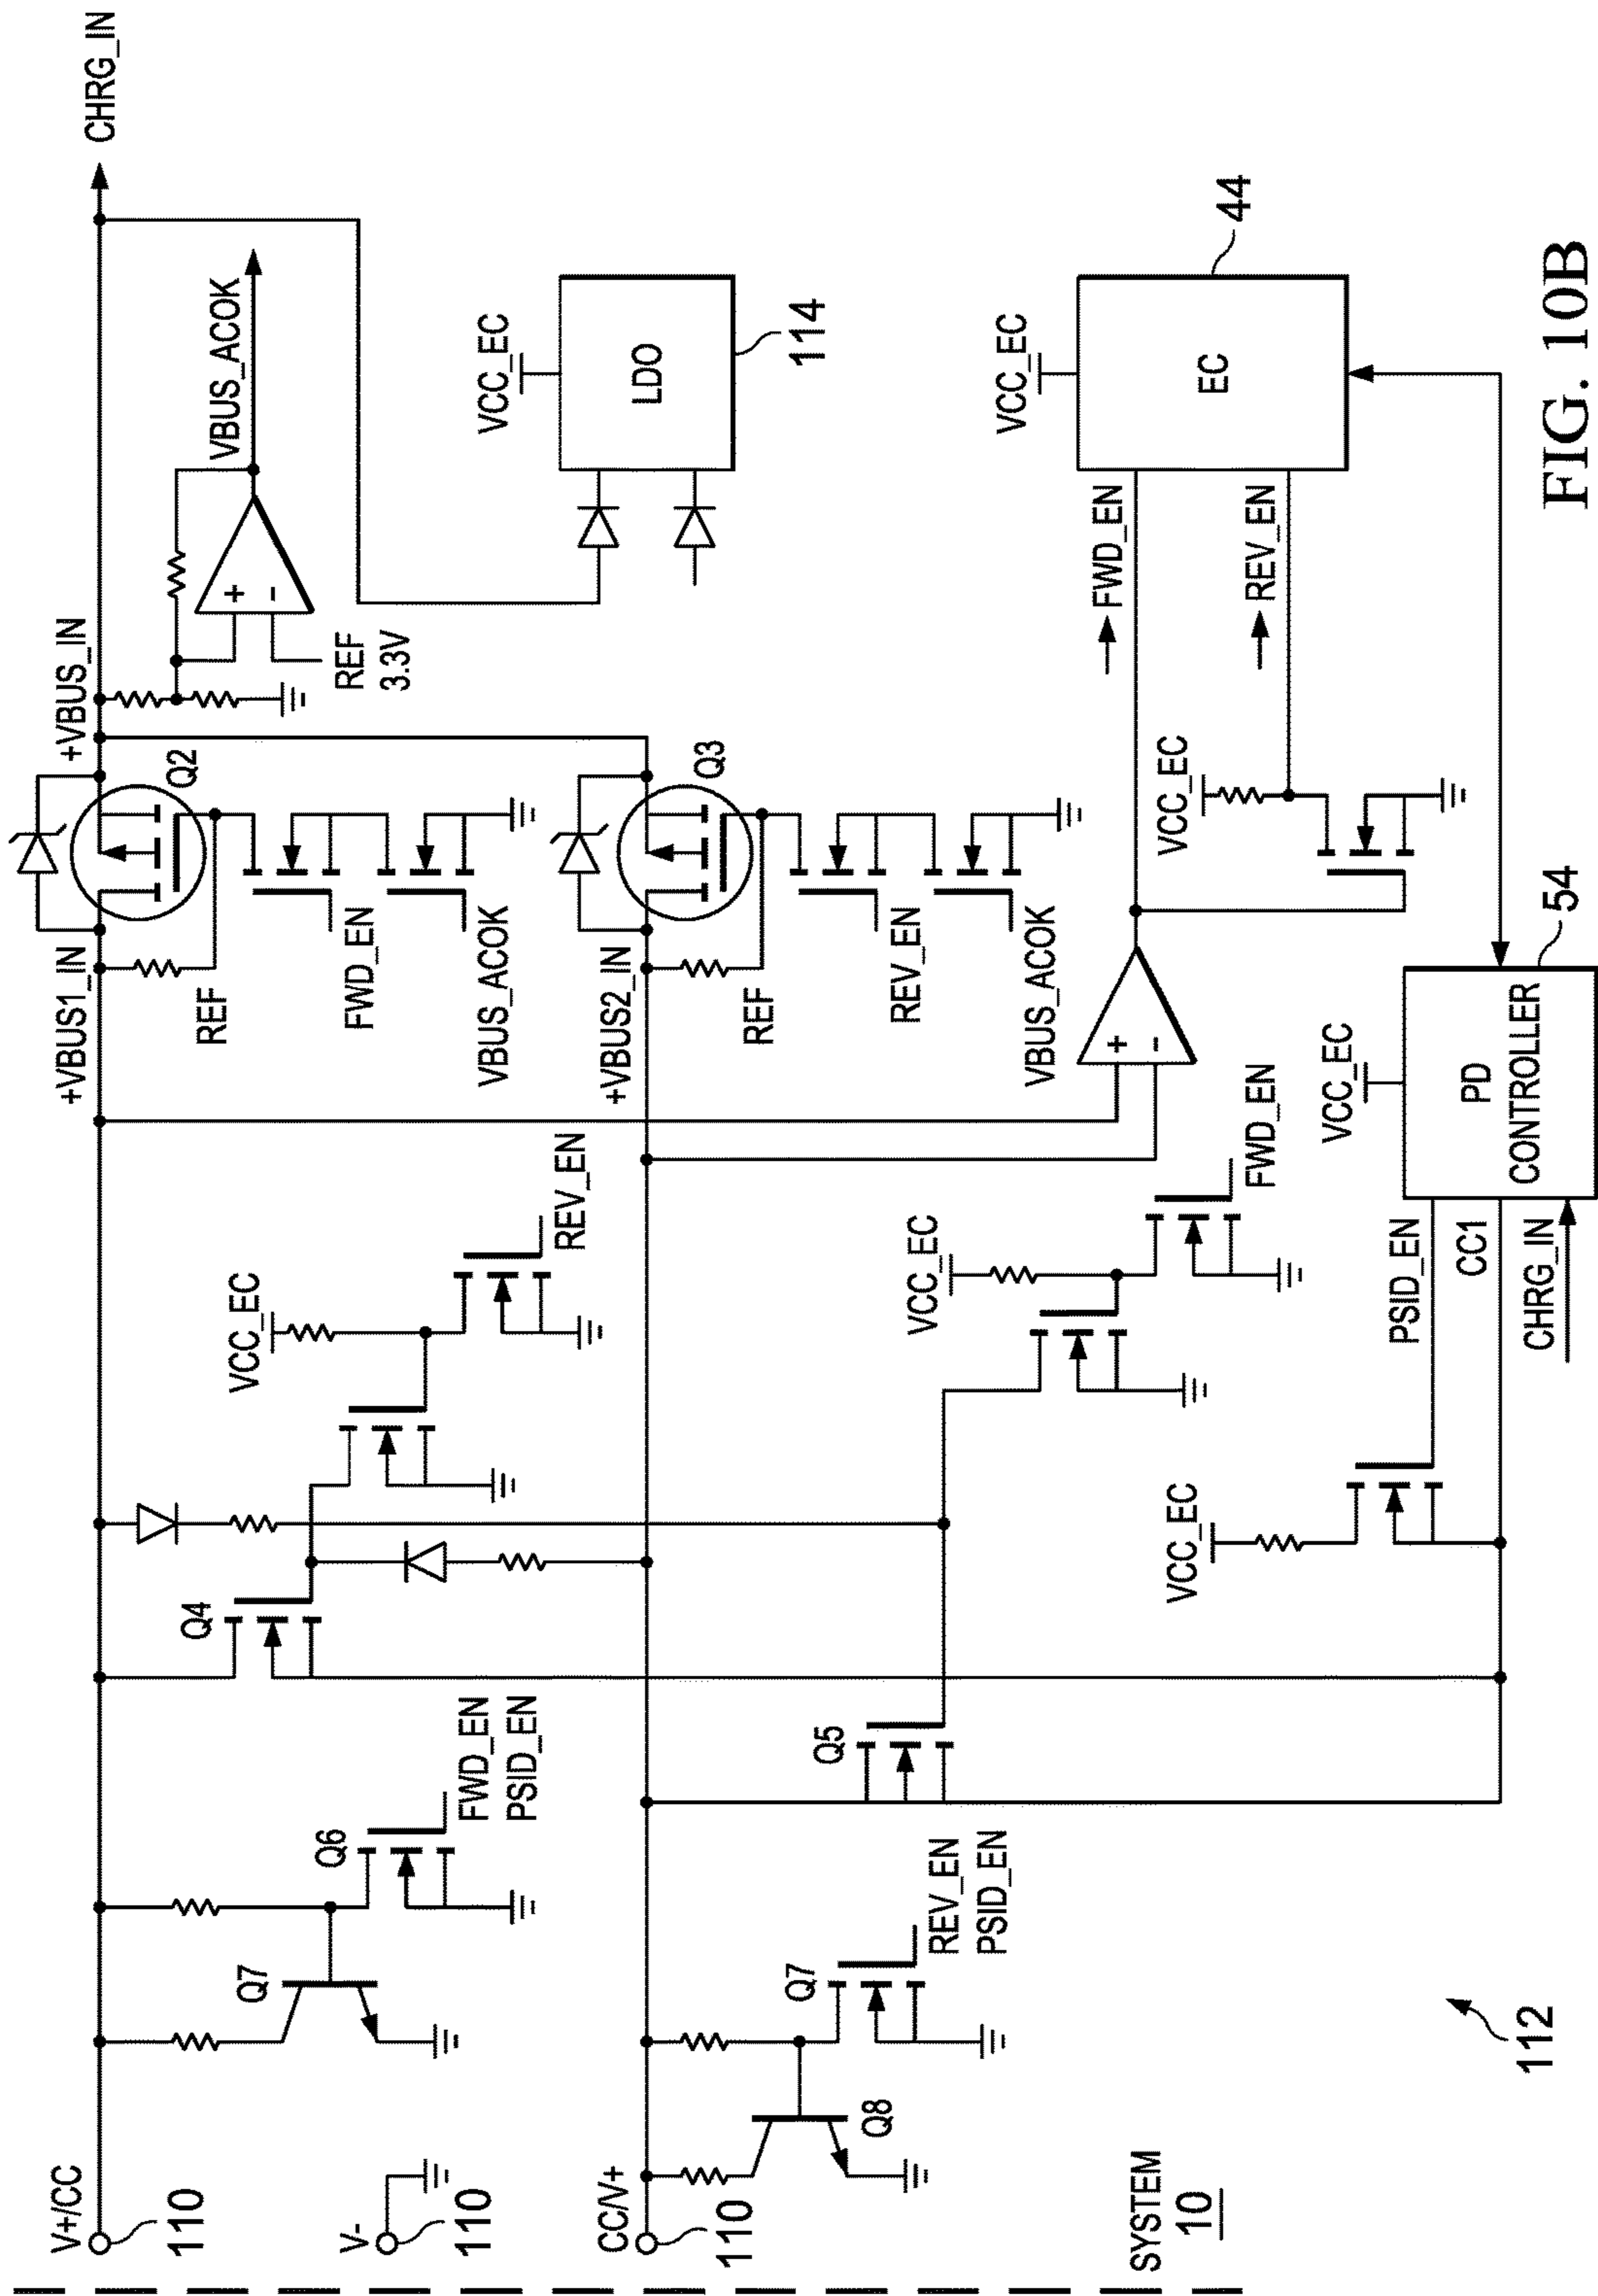 V+/CC
110
V-
110
CC/V+
110
SYSTEM
10
112
Q7
Q6
FWD_EN
PSID_EN
Q8
Q7
REV_EN
PSID_EN
Q4
Q5
VCC_EC
REV_EN
VCC_EC
FWD_EN
VCC_EC
PSID_EN
CC1
CHRG_IN
VCC_EC
PD
CONTROLLER
54
+VBUS1_IN
REF
Q2
FWD_EN
VBUS_ACOK
+VBUS2_IN
REF
Q3
REV_EN
VBUS_ACOK
+
-
VCC_EC
+VBUS_IN
REF
3.3V
+
-
VBUS_ACOK
CHRG_IN
VCC_EC
LDO
114
FWD_EN
REV_EN
VCC_EC
EC
44
FIG. 10B